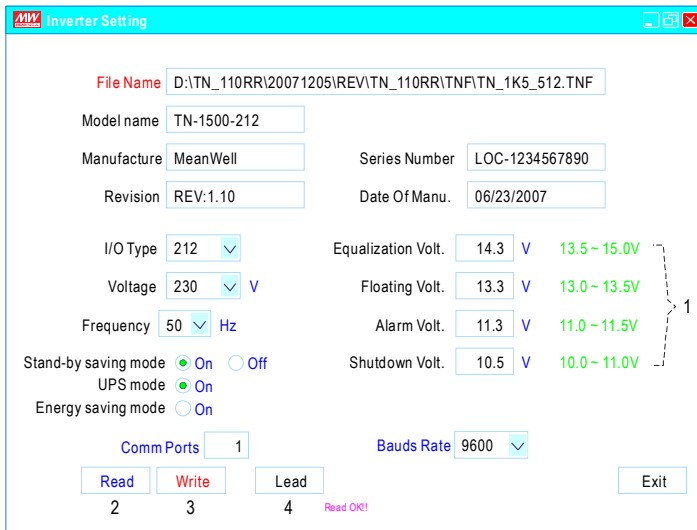 MW Inverter Setting
File Name D:\TN_110RR\20071205\REV\TN_110RR\TNF\TN_1K5_512.TNF
Model name TN-1500-212
Manufacture MeanWell Series Number LOC-1234567890
Revision REV:1.10 Date Of Manu. 06/23/2007
I/O Type 212 Equalization Volt. 14.3 V 13.5 ~ 15.0V
Voltage 230 V Floating Volt. 13.3 V 13.0 ~ 13.5V
1
Frequency 50 Hz Alarm Volt. 11.3 V 11.0 ~ 11.5V
Stand-by saving mode On Off Shutdown Volt. 10.5 V 10.0 ~ 11.0V
UPS mode On
Energy saving mode On
Comm Ports 1 Bauds Rate 9600
Read Write Lead Exit
2 3 4 Read OK!!